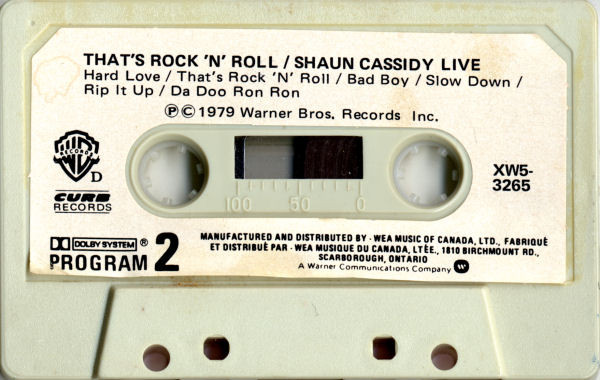 THAT'S ROCK 'N' ROLL / SHAUN CASSIDY LIVE
Hard Love / That's Rock 'N' Roll / Bad Boy / Slow Down /
Rip It Up / Da Doo Ron Ron
Ⓟ©1979 Warner Bros. Records Inc.
WB
RECORDS
D
CURB
RECORDS
XW5-
3265
100 50 0
DOLBY SYSTEM ®
PROGRAM 2
MANUFACTURED AND DISTRIBUTED BY · WEA MUSIC OF CANADA, LTD., FABRIQUÉ
ET DISTRIBUÉ PAR · WEA MUSIQUE DU CANADA, LTÉE., 1810 BIRCHMOUNT RD.,
SCARBOROUGH, ONTARIO
A Warner Communications Company